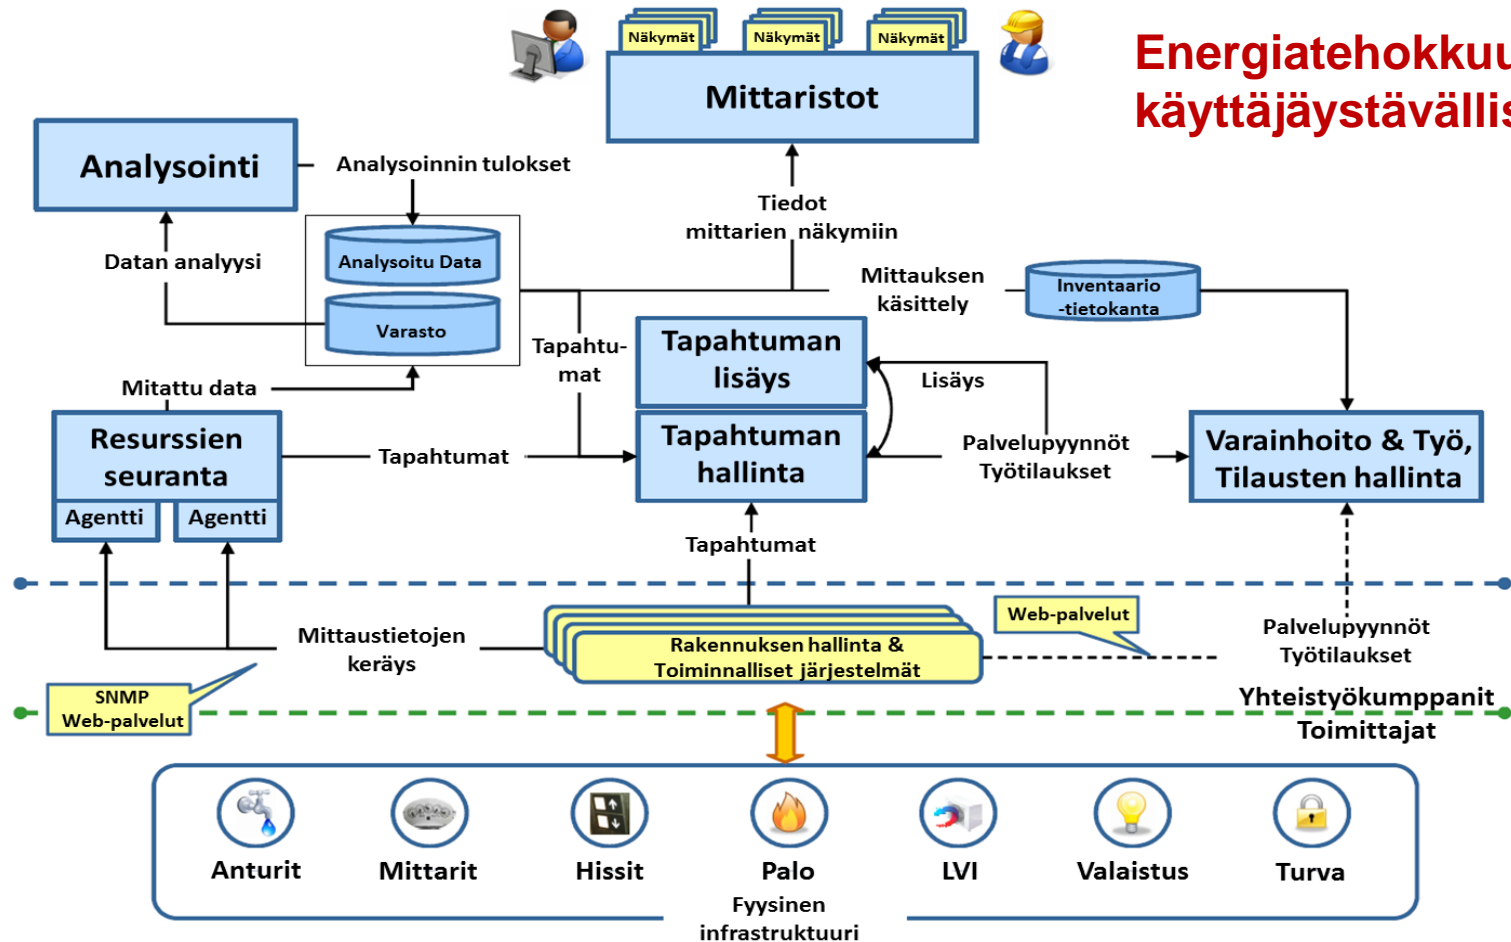 Näkymät
Näkymät
Näkymät
Mittaristot
Analysointi
Analysoinnin tulokset
Tiedot
mittarien näkymiin
Datan analyysi
Analysoitu Data
Varasto
Mittauksen
käsittely
Inventaario
-tietokanta
Tapahtu-
mat
Tapahtuman
lisäys
Lisäys
Mitattu data
Resurssien
seuranta
Agentti
Agentti
Tapahtumat
Tapahtuman
hallinta
Palvelupyynnöt
Työtilaukset
Varainhoito & Työ,
Tilausten hallinta
Tapahtumat
Mittaustietojen
keräys
Rakennuksen hallinta &
Toiminnalliset järjestelmät
Web-palvelut
Palvelupyynnöt
Työtilaukset
SNMP
Web-palvelut
Yhteistyökumppanit
Toimittajat
Anturit
Mittarit
Hissit
Palo
LVI
Valaistus
Turva
Fyysinen
infrastruktuuri